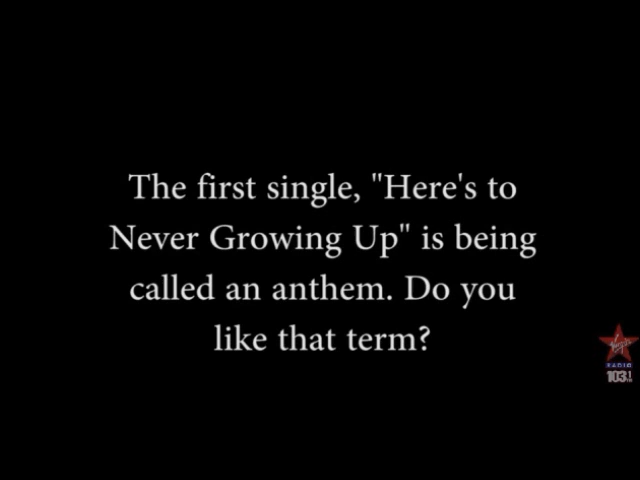 The first single, "Here's to
Never Growing Up" is being
called an anthem. Do you
like that term?
Virgin
RADIO
103.1